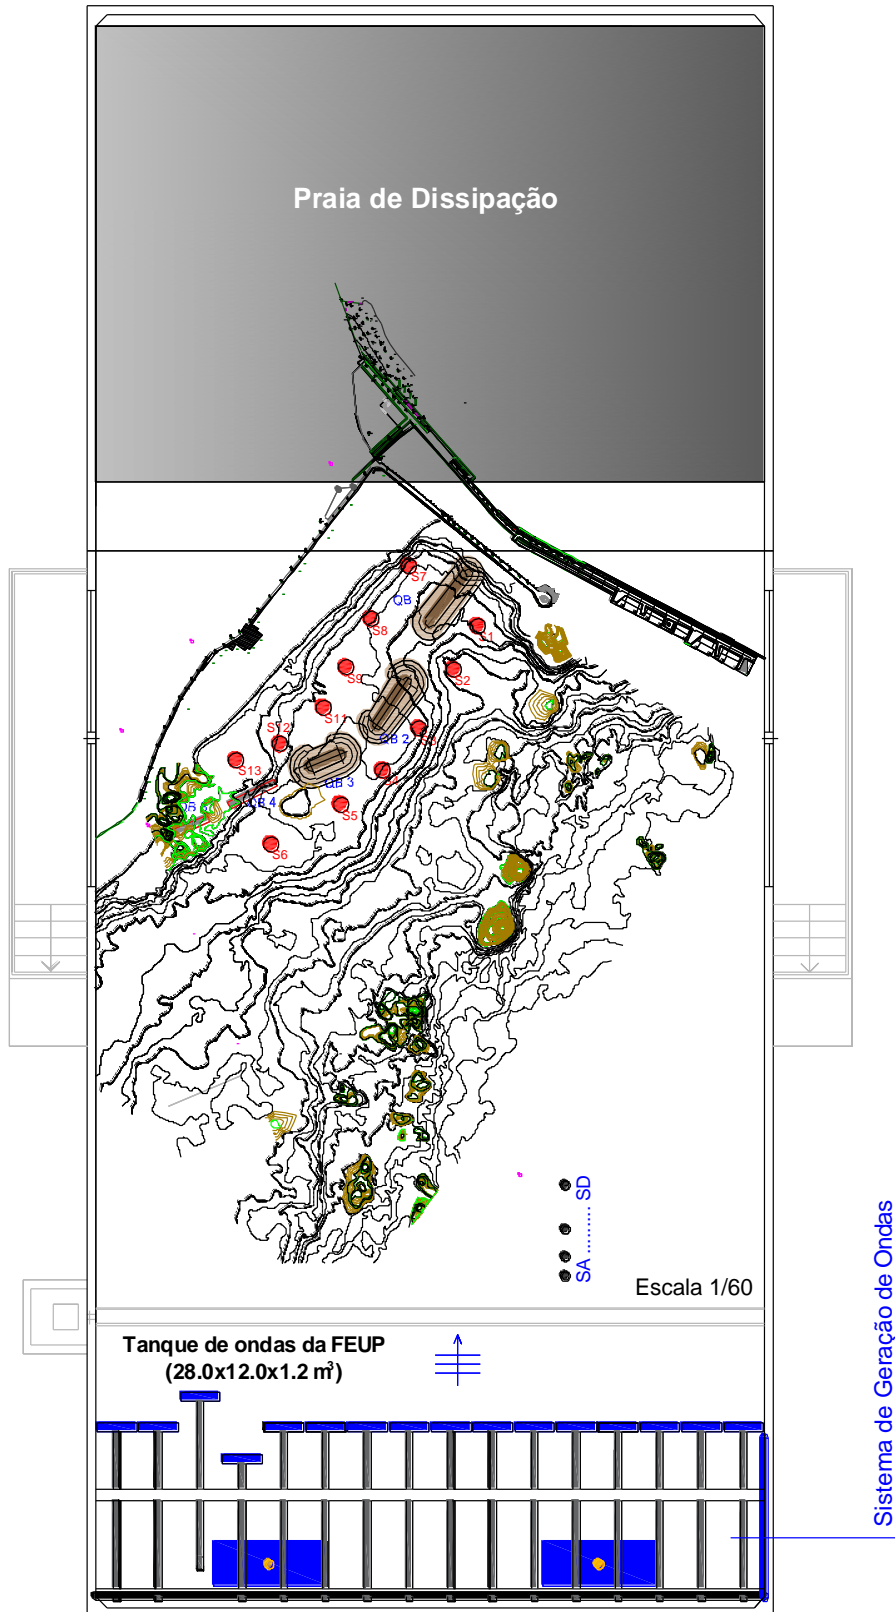 Praia de Dissipação
S7
QB
S8
S1
S9
S2
S11
S12
QB 2
S3
S13
S4
QB 3
QB 4
S5
S6
SA .......... SD
Escala 1/60
Tanque de ondas da FEUP
(28.0x12.0x1.2 m³)
Sistema de Geração de Ondas